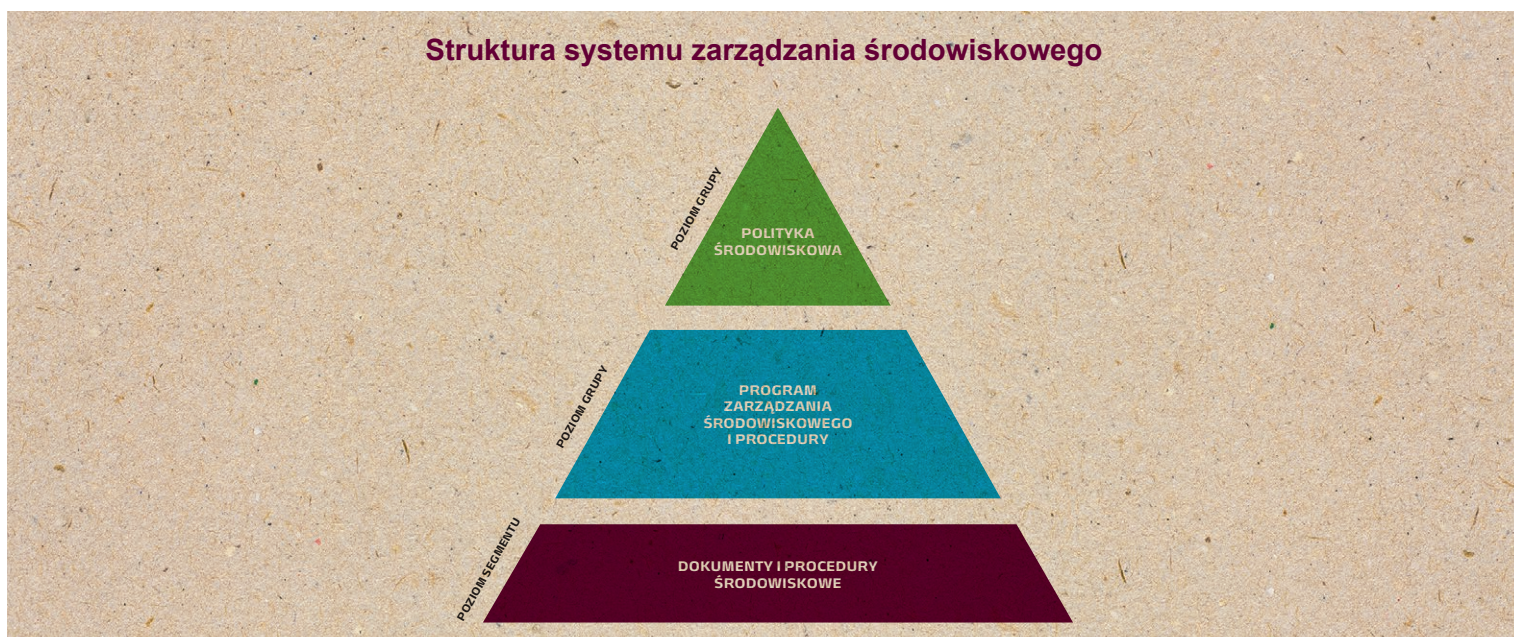 Struktura systemu zarządzania środowiskowego
POZIOM GRUPY
POLITYKA
ŚRODOWISKOWA
POZIOM GRUPY
PROGRAM
ZARZĄDZANIA
ŚRODOWISKOWEGO
I PROCEDURY
POZIOM SEGMENTU
DOKUMENTY I PROCEDURY
ŚRODOWISKOWE